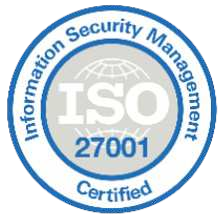 Information Security Management
ISO
27001
Certified